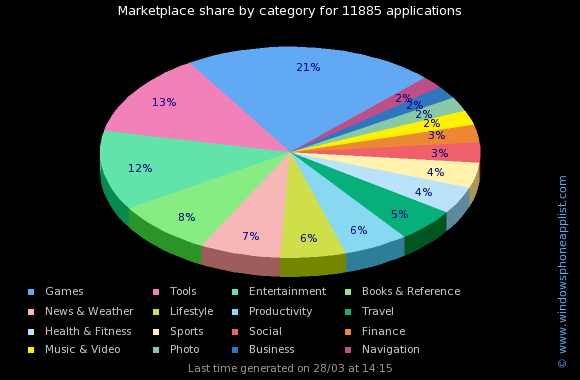 Marketplace share by category for 11885 applications
21%
13%
12%
8%
7%
6%
6%
5%
4%
4%
3%
3%
2%
2%
2%
2%
Games Tools Entertainment Books & Reference
News & Weather Lifestyle Productivity Travel
Health & Fitness Sports Social Finance
Music & Video Photo Business Navigation
Last time generated on 28/03 at 14:15
© www.windowsphoneapplist.com